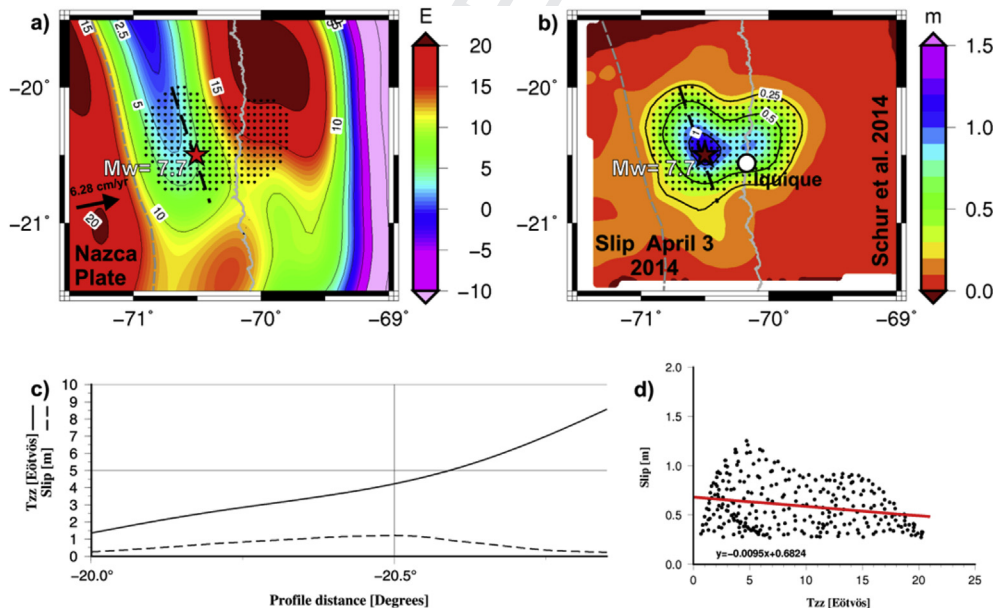 a)
E
b)
m
15
2.5
5
15
10
10
20
−20°
−21°
−71°
−70°
−69°
20
15
10
5
0
−5
−10
Mw= 7.7
6.28 cm/yr
Nazca
Plate
−20°
−21°
−71°
−70°
−69°
0.25
0.5
1
Mw= 7.7
Iquique
Slip April 3
2014
Schur et al. 2014
1.5
1.0
0.5
0.0
c)
Tzz [Eötvös]
Slip [m]
10
9
8
7
6
5
4
3
2
1
0
−20.0°
−20.5°
Profile distance [Degrees]
d)
Slip [m]
2.0
1.5
1.0
0.5
0.0
y=−0.0095x+0.6824
0
5
10
15
20
25
Tzz [Eötvös]